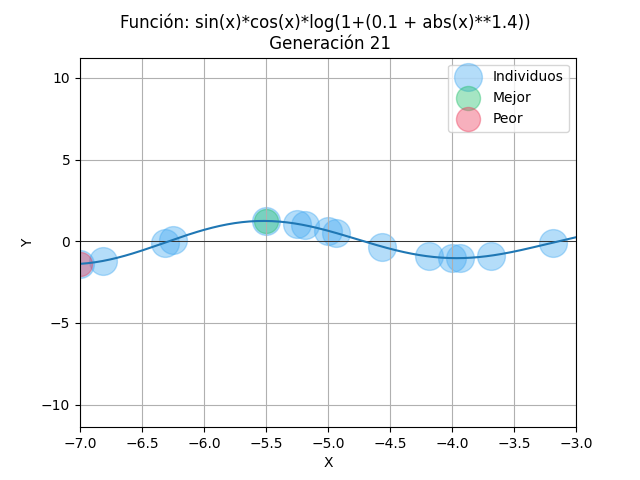 Función: sin(x)*cos(x)*log(1+(0.1 + abs(x)**1.4))
Generación 21
Individuos
Mejor
Peor
10
5
0
−5
−10
Y
−7.0 −6.5 −6.0 −5.5 −5.0 −4.5 −4.0 −3.5 −3.0
X